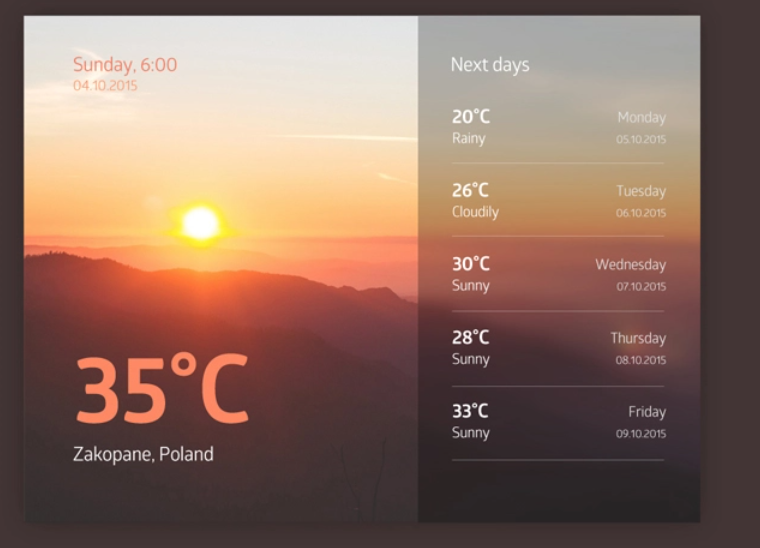 Sunday, 6:00
04.10.2015
35°C
Zakopane, Poland
Next days
20°C
Monday
Rainy
05.10.2015
26°C
Tuesday
Cloudily
06.10.2015
30°C
Wednesday
Sunny
07.10.2015
28°C
Thursday
Sunny
08.10.2015
33°C
Friday
Sunny
09.10.2015